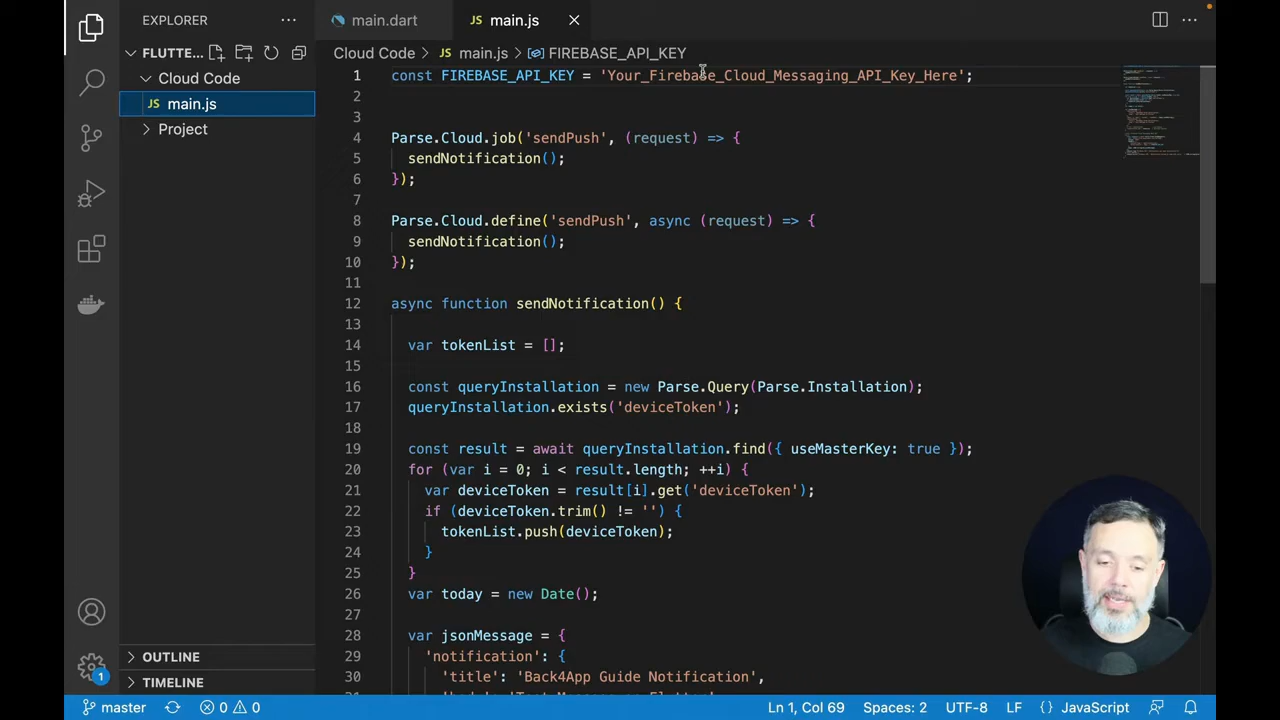 EXPLORER
main.dart
JS main.js
FLUTTE...
Cloud Code > JS main.js > FIREBASE_API_KEY
Cloud Code
JS main.js
Project
1 const FIREBASE_API_KEY = 'Your_Firebase_Cloud_Messaging_API_Key_Here';
2
3
4 Parse.Cloud.job('sendPush', (request) => {
5 sendNotification();
6 });
7
8 Parse.Cloud.define('sendPush', async (request) => {
9 sendNotification();
10 });
11
12 async function sendNotification() {
13
14 var tokenList = [];
15
16 const queryInstallation = new Parse.Query(Parse.Installation);
17 queryInstallation.exists('deviceToken');
18
19 const result = await queryInstallation.find({ useMasterKey: true });
20 for (var i = 0; i < result.length; ++i) {
21 var deviceToken = result[i].get('deviceToken');
22 if (deviceToken.trim() != '') {
23 tokenList.push(deviceToken);
24 }
25 }
26 var today = new Date();
27
28 var jsonMessage = {
29 'notification': {
30 'title': 'Back4App Guide Notification',
OUTLINE
TIMELINE
1
master
0 0
Ln 1, Col 69
Spaces: 2
UTF-8
LF
{} JavaScript